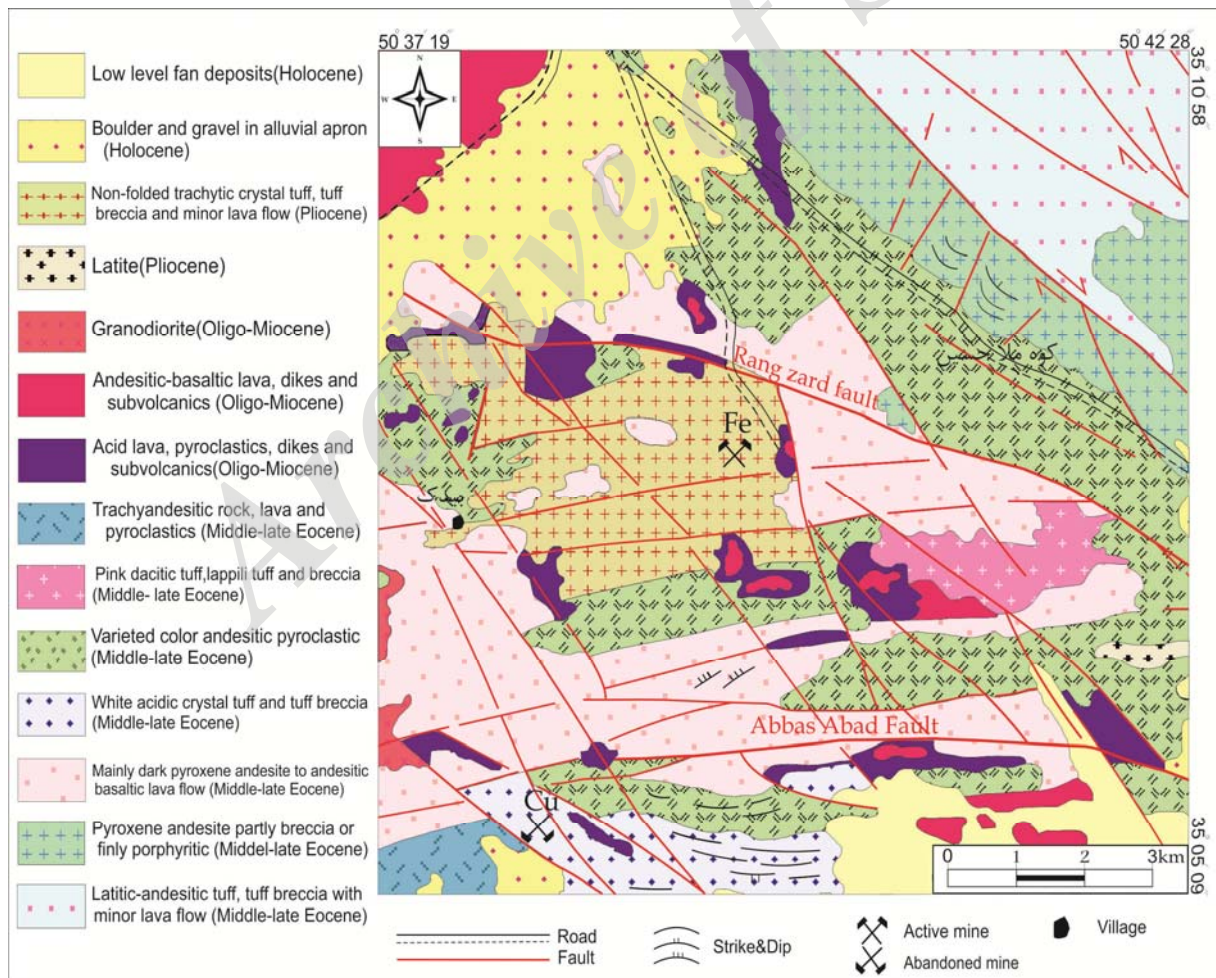 50 37 19
50 42 28
35 10 58
35 05 09
N
W
E
S
Low level fan deposits(Holocene)
Boulder and gravel in alluvial apron
(Holocene)
Non-folded trachytic crystal tuff, tuff
breccia and minor lava flow (Pliocene)
Latite(Pliocene)
Granodiorite(Oligo-Miocene)
Andesitic-basaltic lava, dikes and
subvolcanics (Oligo-Miocene)
Acid lava, pyroclastics, dikes and
subvolcanics(Oligo-Miocene)
Trachyandesitic rock, lava and
pyroclastics (Middle-late Eocene)
Pink dacitic tuff,lappili tuff and breccia
(Middle- late Eocene)
Varieted color andesitic pyroclastic
(Middle-late Eocene)
White acidic crystal tuff and tuff breccia
(Middle-late Eocene)
Mainly dark pyroxene andesite to andesitic
basaltic lava flow (Middle-late Eocene)
Pyroxene andesite partly breccia or
finly porphyritic (Middel-late Eocene)
Latitic-andesitic tuff, tuff breccia with
minor lava flow (Middle-late Eocene)
Rang zard fault
Fe
Abbas Abad Fault
Cu
0 1 2 3km
Road
Fault
Strike&Dip
Active mine
Abandoned mine
Village
Archive of